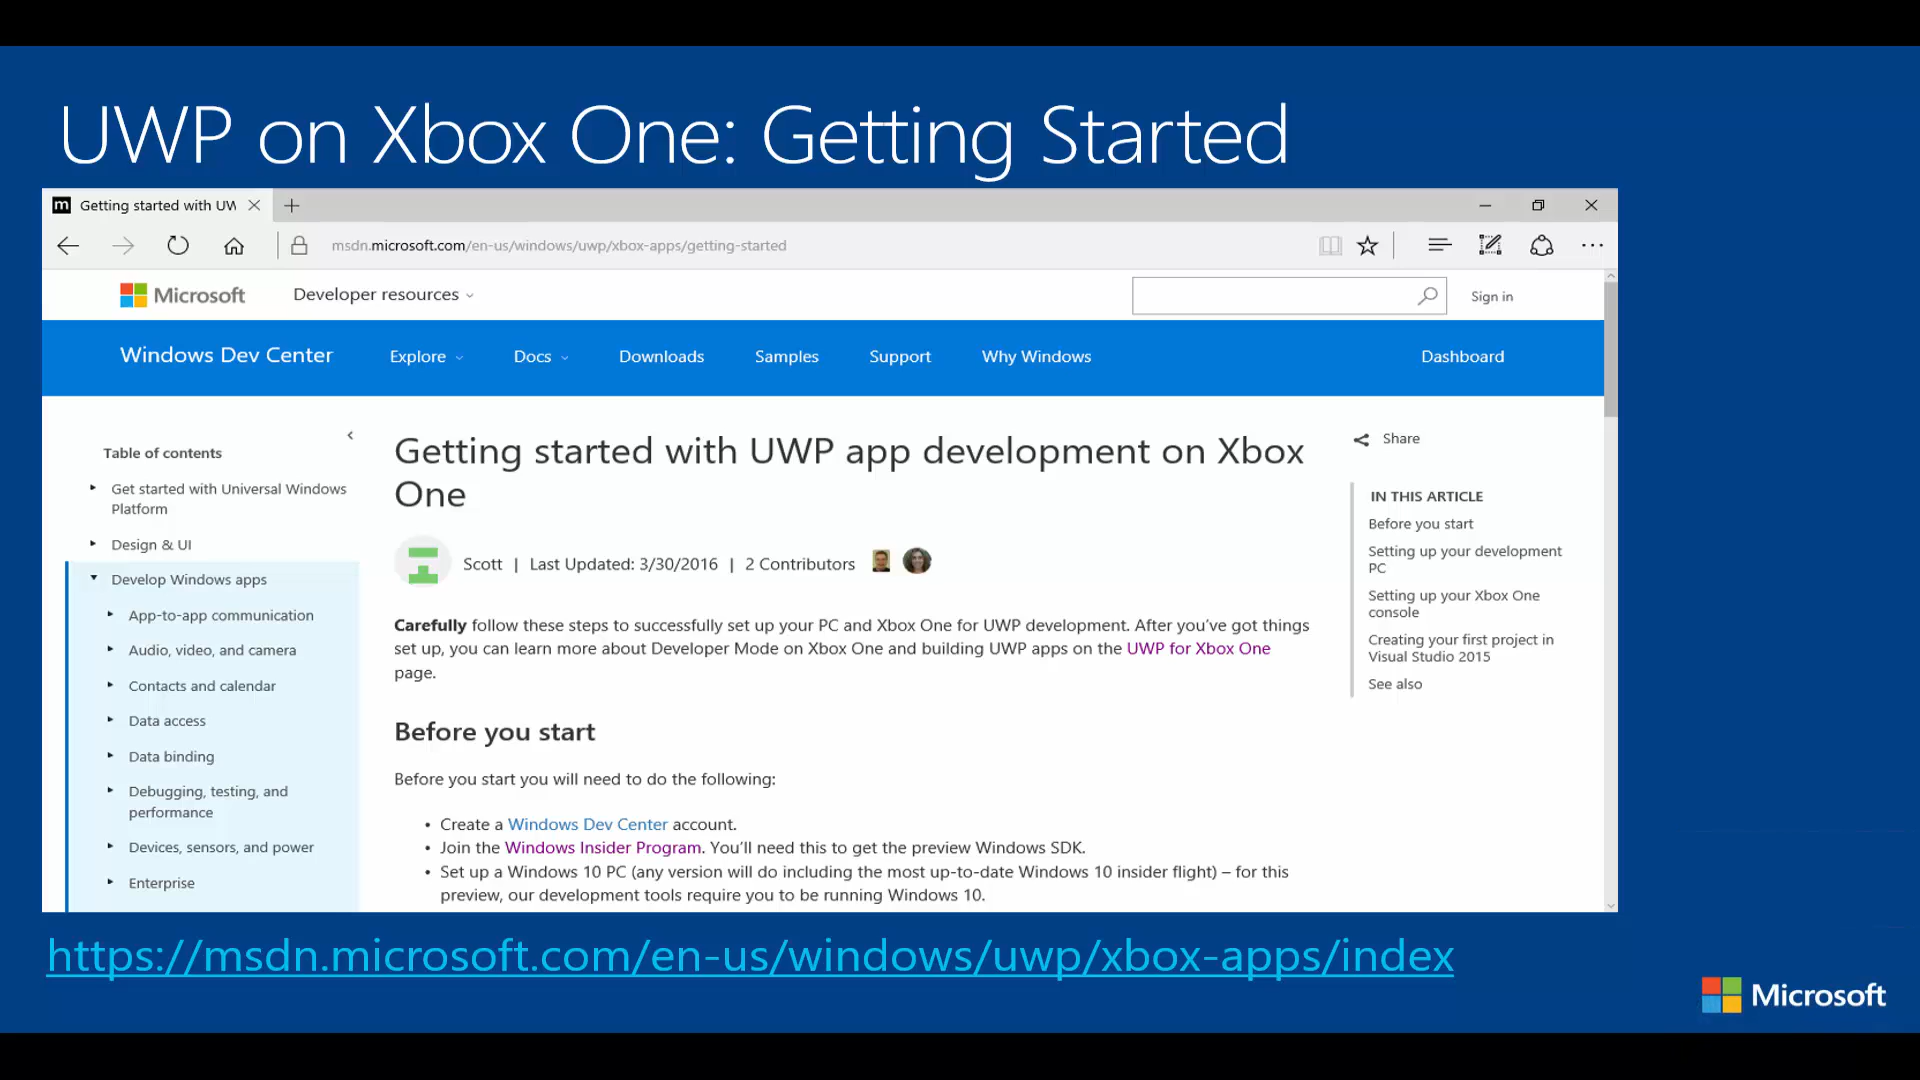 UWP on Xbox One: Getting Started
Getting started with UW
msdn.microsoft.com/en-us/windows/uwp/xbox-apps/getting-started
Microsoft
Developer resources
Sign in
Windows Dev Center
Explore
Docs
Downloads
Samples
Support
Why Windows
Dashboard
Table of contents
Get started with Universal Windows
Platform
Design & UI
Develop Windows apps
App-to-app communication
Audio, video, and camera
Contacts and calendar
Data access
Data binding
Debugging, testing, and
performance
Devices, sensors, and power
Enterprise
Getting started with UWP app development on Xbox
One
Scott | Last Updated: 3/30/2016 | 2 Contributors
Carefully follow these steps to successfully set up your PC and Xbox One for UWP development. After you've got things
set up, you can learn more about Developer Mode on Xbox One and building UWP apps on the UWP for Xbox One
page.
Before you start
Before you start you will need to do the following:
• Create a Windows Dev Center account.
• Join the Windows Insider Program. You'll need this to get the preview Windows SDK.
• Set up a Windows 10 PC (any version will do including the most up-to-date Windows 10 insider flight) – for this
preview, our development tools require you to be running Windows 10.
Share
IN THIS ARTICLE
Before you start
Setting up your development
PC
Setting up your Xbox One
console
Creating your first project in
Visual Studio 2015
See also
https://msdn.microsoft.com/en-us/windows/uwp/xbox-apps/index
Microsoft